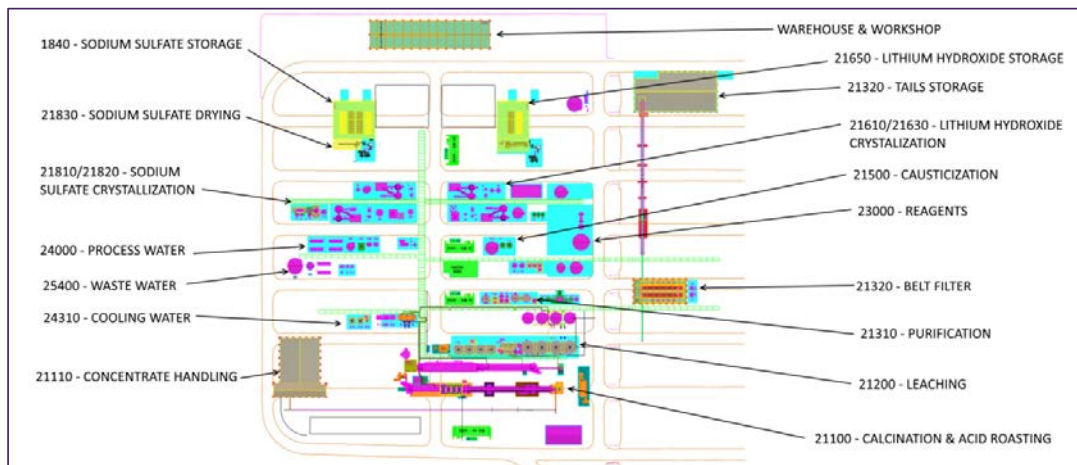 1840 - SODIUM SULFATE STORAGE
21830 - SODIUM SULFATE DRYING
21810/21820 - SODIUM
SULFATE CRYSTALLIZATION
24000 - PROCESS WATER
25400 - WASTE WATER
24310 - COOLING WATER
21110 - CONCENTRATE HANDLING
WAREHOUSE & WORKSHOP
21650 - LITHIUM HYDROXIDE STORAGE
21320 - TAILS STORAGE
21610/21630 - LITHIUM HYDROXIDE
CRYSTALIZATION
21500 - CAUSTICIZATION
23000 - REAGENTS
21320 - BELT FILTER
21310 - PURIFICATION
21200 - LEACHING
21100 - CALCINATION & ACID ROASTING